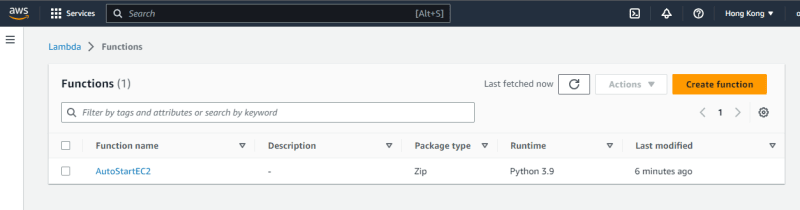 aws Services Search [Alt+S] Hong Kong
Lambda > Functions
Functions (1) Last fetched now Actions Create function
Filter by tags and attributes or search by keyword 1
Function name Description Package type Runtime Last modified
AutoStartEC2 - Zip Python 3.9 6 minutes ago